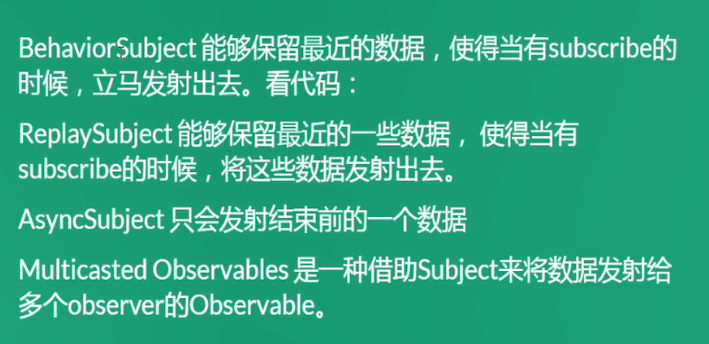 BehaviorSubject 能够保留最近的数据，使得当有subscribe的
时候，立马发射出去。看代码：
ReplaySubject 能够保留最近的一些数据， 使得当有
subscribe的时候，将这些数据发射出去。
AsyncSubject 只会发射结束前的一个数据
Multicasted Observables 是一种借助Subject来将数据发射给
多个observer的Observable。